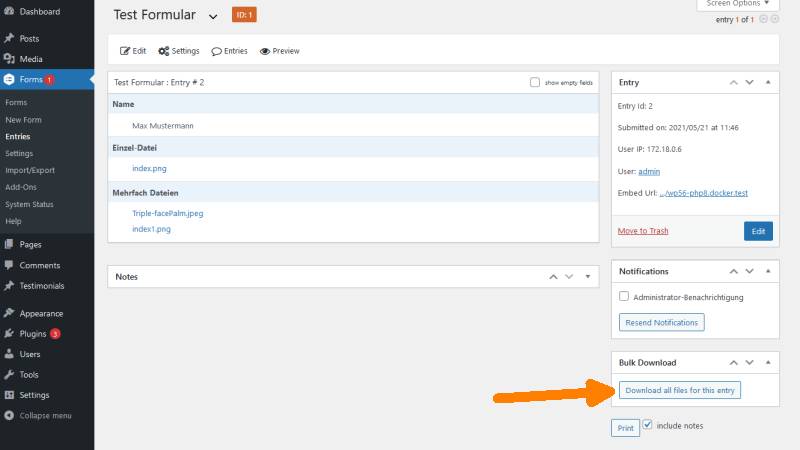 Dashboard
Posts
Media
Forms 1
Forms
New Form
Entries
Settings
Import/Export
Add-Ons
System Status
Help
Pages
Comments
Testimonials
Appearance
Plugins 3
Users
Tools
Settings
Collapse menu
Screen Options
Test Formular
ID: 1
entry 1 of 1
Edit
Settings
Entries
Preview
Test Formular : Entry # 2
show empty fields
Name
Max Mustermann
Einzel-Datei
index.png
Mehrfach Dateien
Triple-facePalm.jpeg
index1.png
Notes
Entry
Entry Id: 2
Submitted on: 2021/05/21 at 11:46
User IP: 172.18.0.6
User: admin
Embed Url: .../wp56-php8.docker.test
Move to Trash
Edit
Notifications
Administrator-Benachrichtigung
Resend Notifications
Bulk Download
Download all files for this entry
Print
include notes